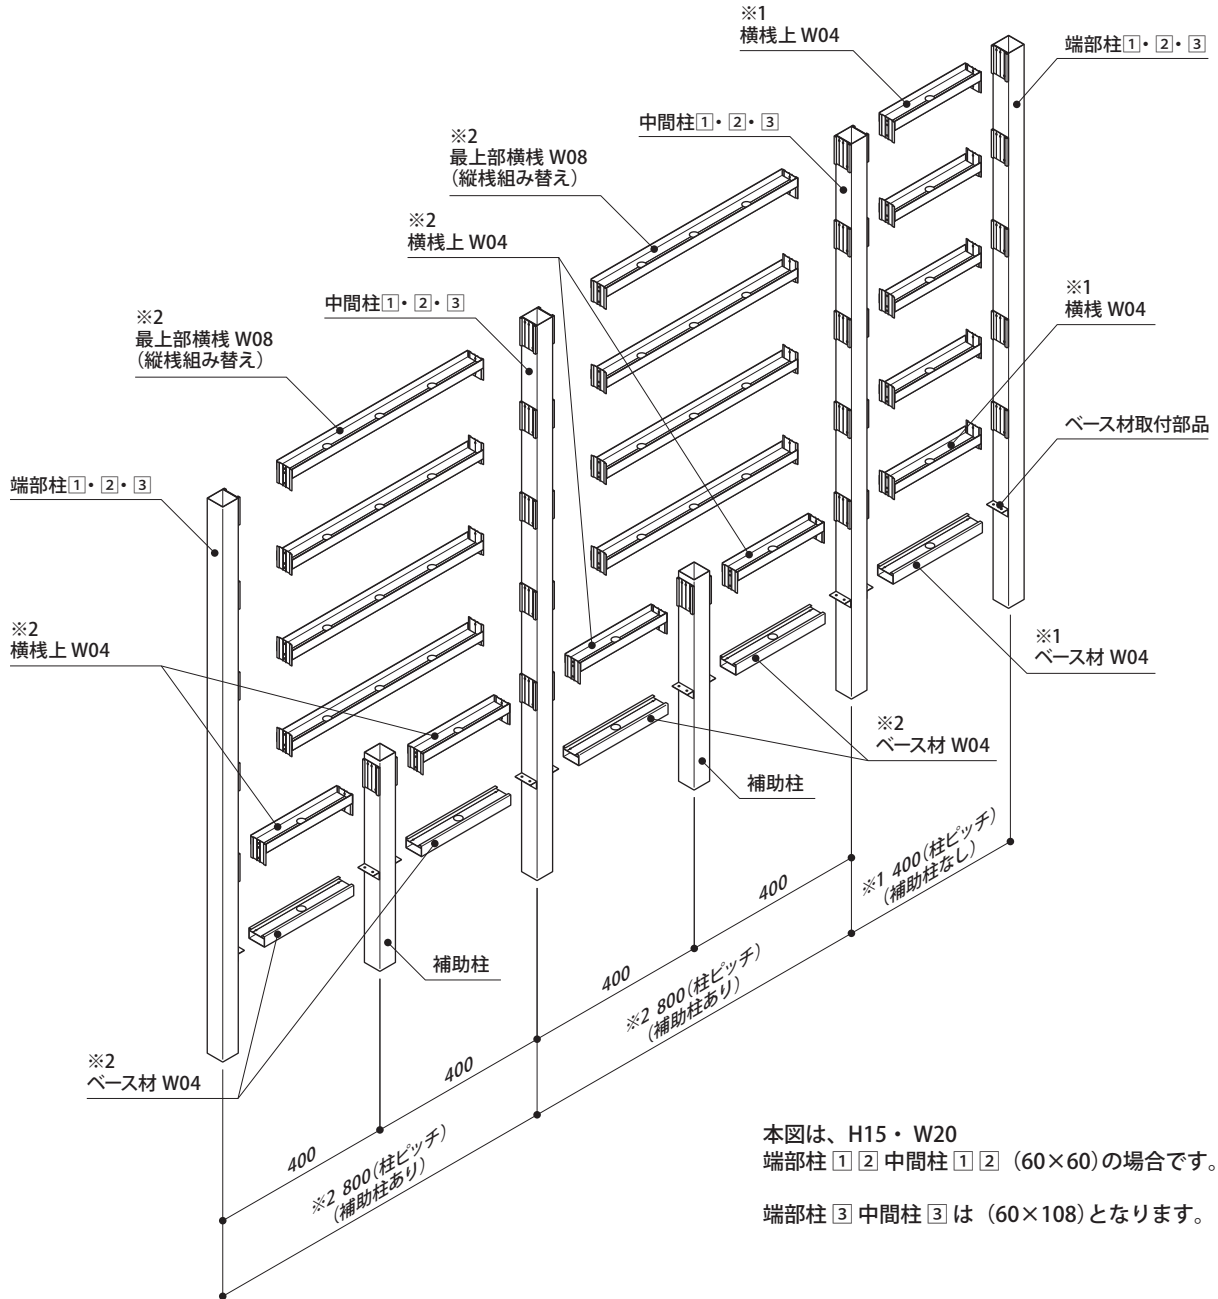 ※1
横桟上 W04
端部柱1・2・3
中間柱1・2・3
※2
最上部横桟 W08
（縦桟組み替え）
※2
横桟上 W04
※1
横桟 W04
中間柱1・2・3
※2
最上部横桟 W08
（縦桟組み替え）
ベース材取付部品
端部柱1・2・3
※2
横桟上 W04
※1
ベース材 W04
※2
ベース材 W04
補助柱
補助柱
※2
ベース材 W04
※1 400（柱ピッチ）
（補助柱なし）
400
400
※2 800（柱ピッチ）
（補助柱あり）
400
400
※2 800（柱ピッチ）
（補助柱あり）
本図は、H15・ W20
端部柱 1 2 中間柱 1 2 （60×60）の場合です。
端部柱 3 中間柱 3 は （60×108）となります。